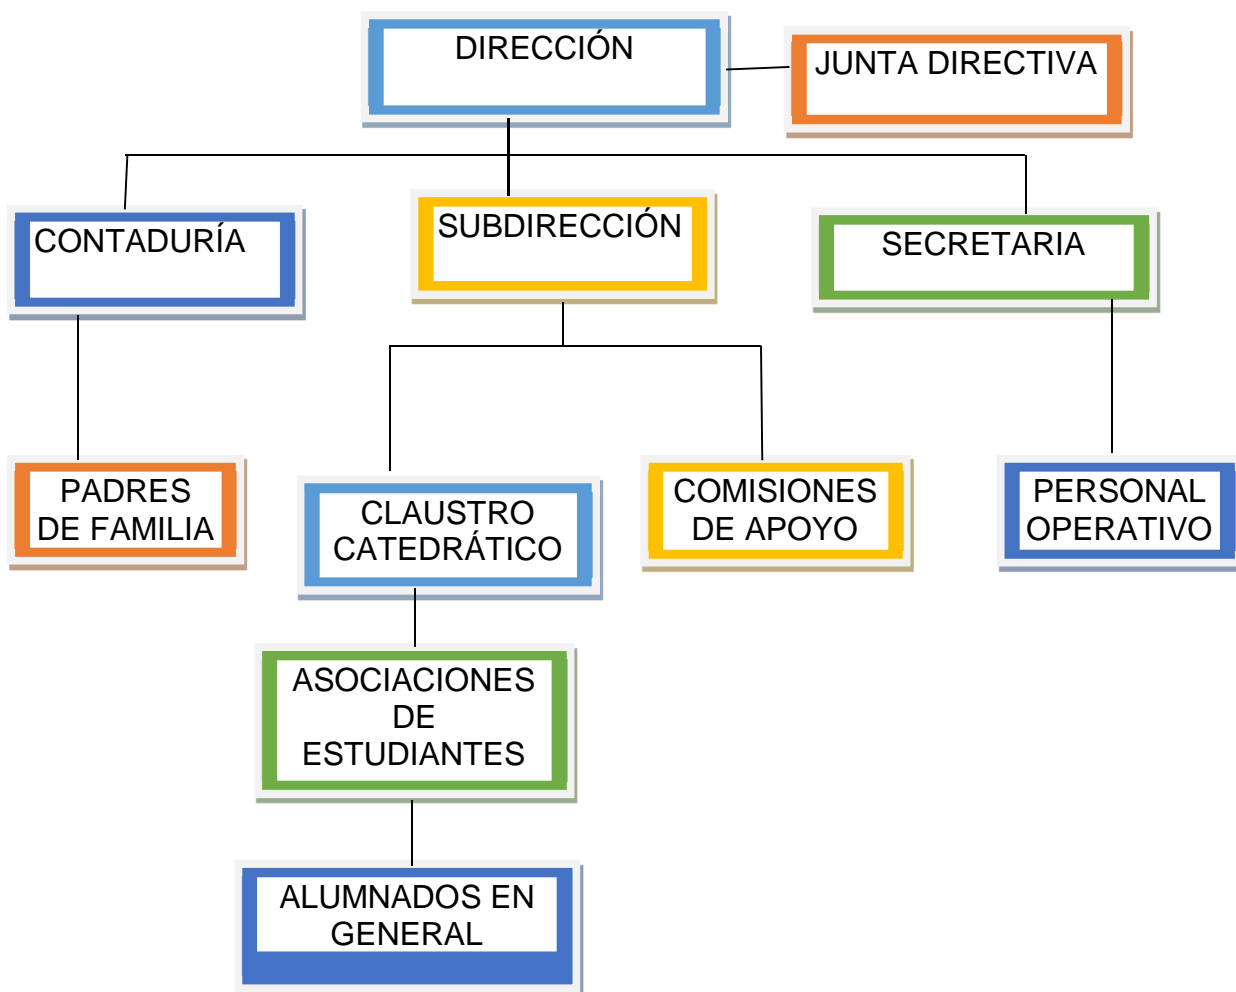 DIRECCIÓN
JUNTA DIRECTIVA
CONTADURÍA
SUBDIRECCIÓN
SECRETARIA
PADRES
DE FAMILIA
CLAUSTRO
CATEDRÁTICO
COMISIONES
DE APOYO
PERSONAL
OPERATIVO
ASOCIACIONES
DE
ESTUDIANTES
ALUMNADOS EN
GENERAL